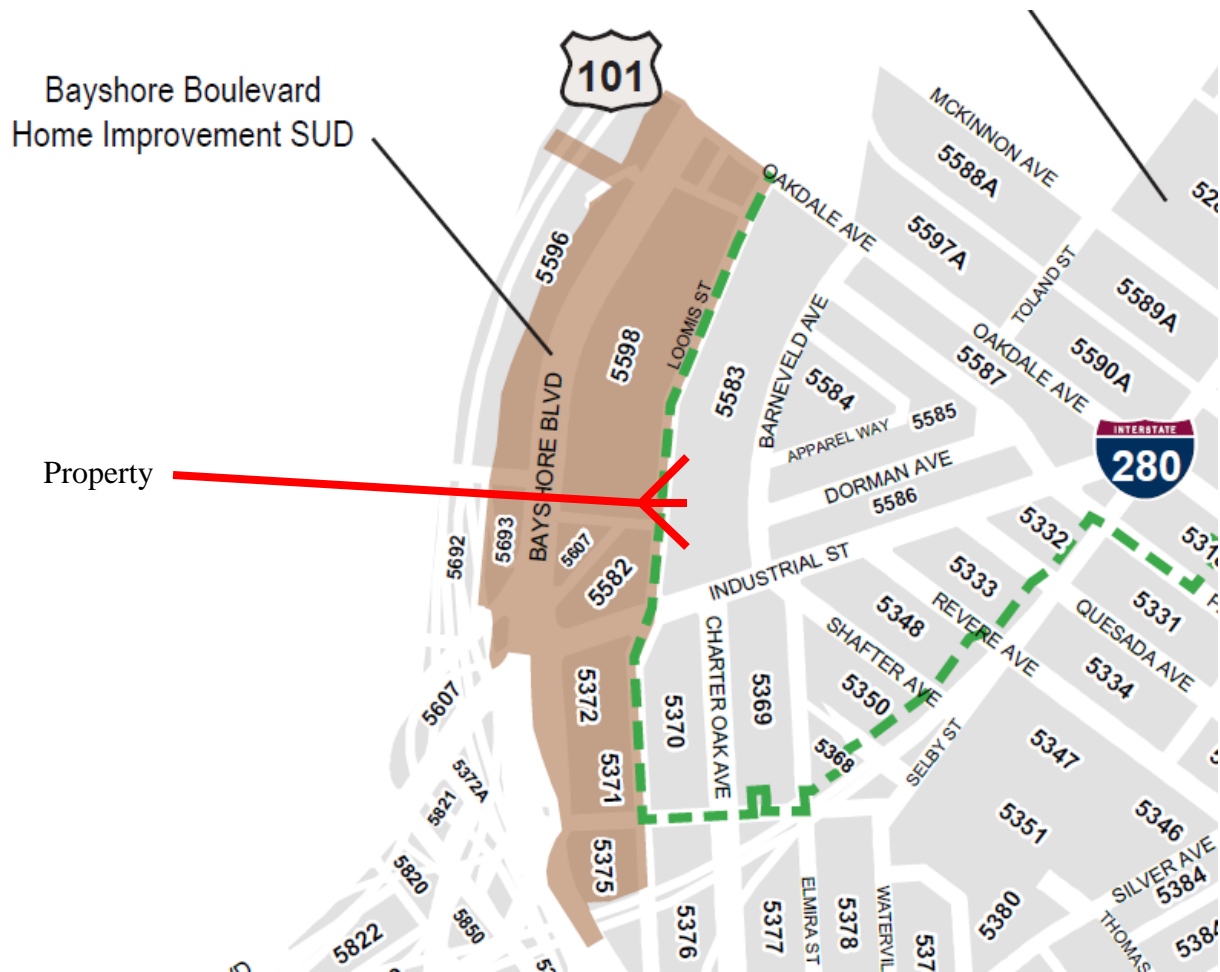 101
Bayshore Boulevard
Home Improvement SUD
MCKINNON AVE
5588A
OAKDALE AVE
5597A
5596
TOLAND ST
5589A
LOOMIS ST
5598
BARNEVELD AVE
OAKDALE AVE
5587
5590A
5583
5584
BAYSHORE BLVD
APPAREL WAY
5585
INTERSTATE
280
Property
DORMAN AVE
5586
5332
5692
5693
5607
5582
INDUSTRIAL ST
5333
5331
QUESADA AVE
5348
REVERE AVE
CHARTER OAK AVE
SHAFTER AVE
5334
5607
5372
5370
5369
5350
5368
SELBY ST
5347
5372A
5371
5821
5351
5346
5820
5375
SILVER AVE
5384
5822
5850
5376
5377
ELMIRA ST
5378
5380
THOMAS
5384